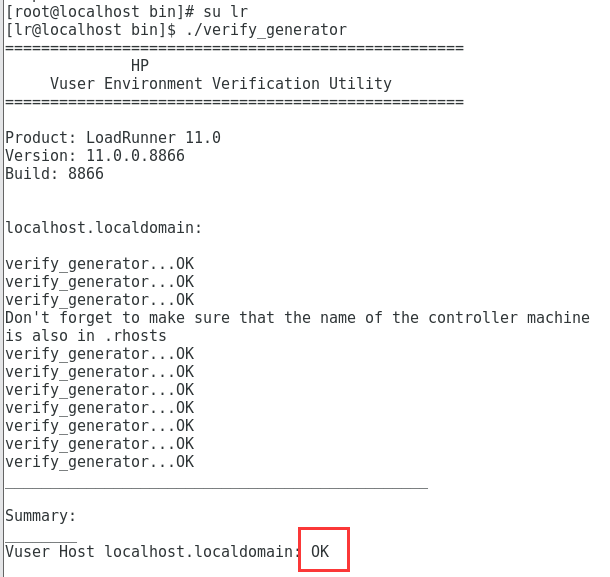 [root@localhost bin]# su lr
[lr@localhost bin]$ ./verify_generator
===================================================
HP
Vuser Environment Verification Utility
===================================================
Product: LoadRunner 11.0
Version: 11.0.0.8866
Build: 8866
localhost.localdomain:
verify_generator...OK
verify_generator...OK
verify_generator...OK
Don't forget to make sure that the name of the controller machine
is also in .rhosts
verify_generator...OK
verify_generator...OK
verify_generator...OK
verify_generator...OK
verify_generator...OK
verify_generator...OK
verify_generator...OK
_______________________________________________
Summary:
________
Vuser Host localhost.localdomain: OK